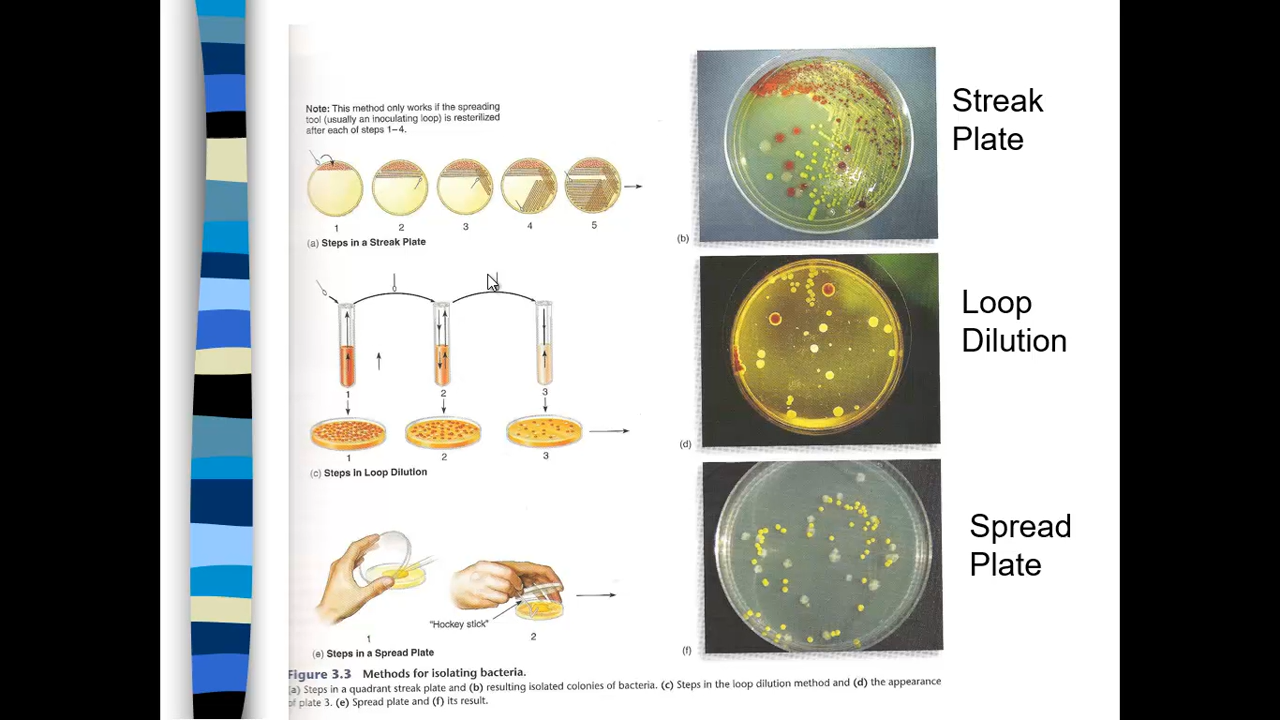 Note: This method only works if the spreading
tool (usually an inoculating loop) is resterilized
after each of steps 1–4.
1
2
3
4
5
(a) Steps in a Streak Plate
(b)
Streak
Plate
1
2
3
1
2
3
(c) Steps in Loop Dilution
(d)
Loop
Dilution
"Hockey stick"
1
2
(e) Steps in a Spread Plate
(f)
Spread
Plate
Figure 3.3 Methods for isolating bacteria.
(a) Steps in a quadrant streak plate and (b) resulting isolated colonies of bacteria. (c) Steps in the loop dilution method and (d) the appearance
of plate 3. (e) Spread plate and (f) its result.